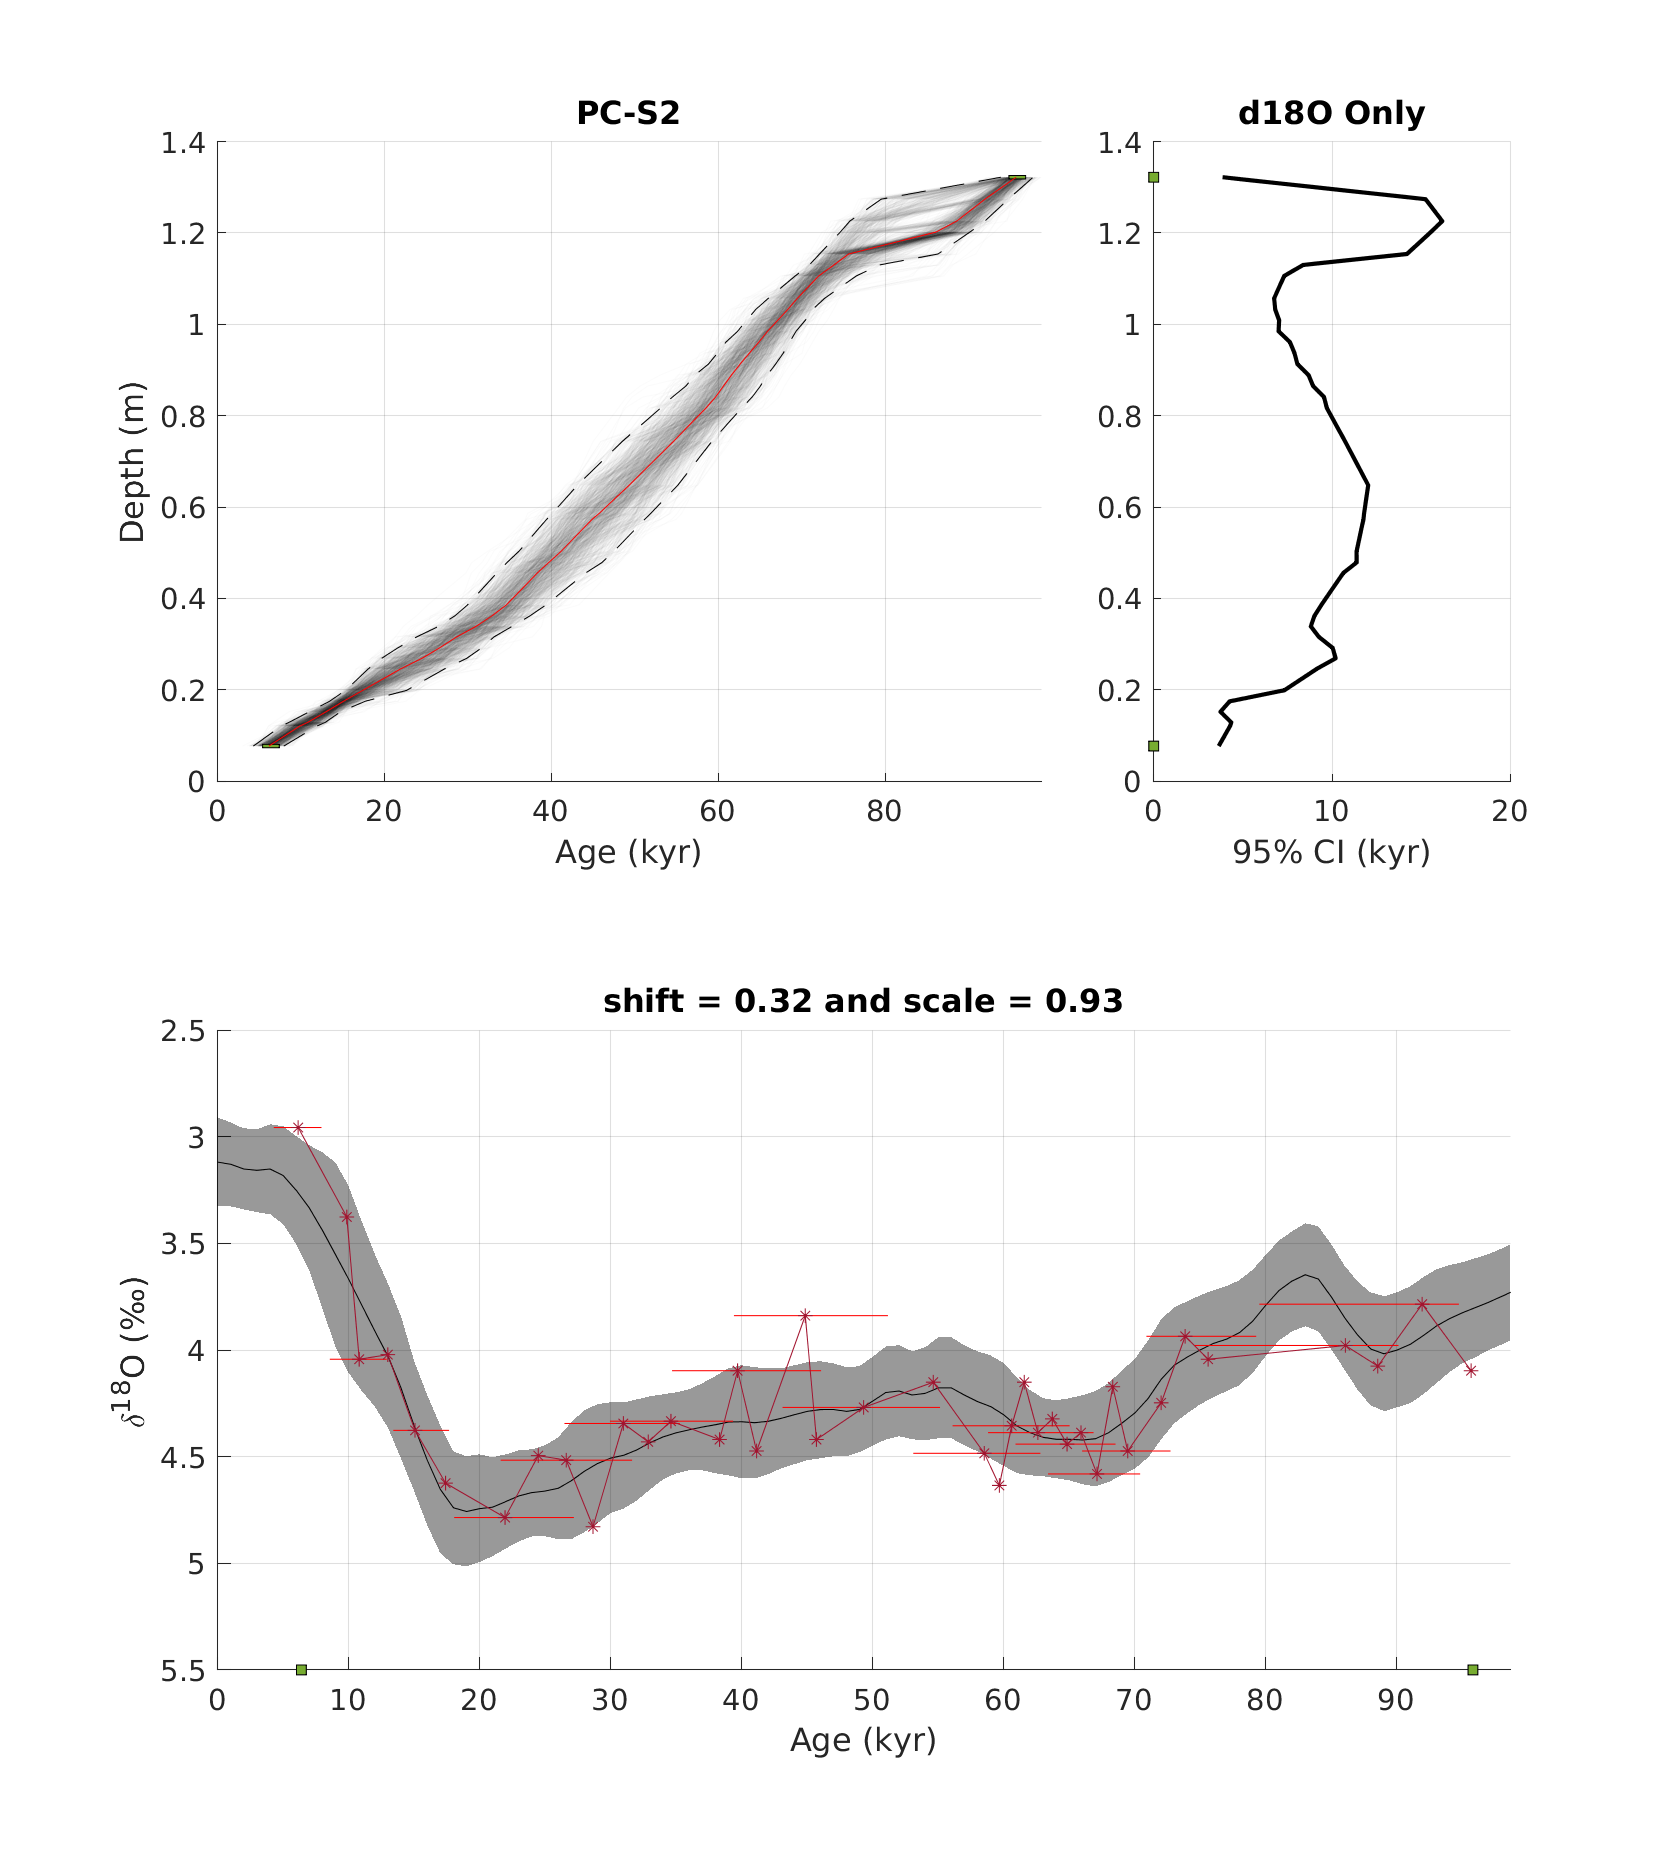 PC-S2
d18O Only
1.4
1.2
1
0.8
0.6
0.4
0.2
0
Depth (m)
0 20 40 60 80
Age (kyr)
1.4
1.2
1
0.8
0.6
0.4
0.2
0
0 10 20
95% CI (kyr)
shift = 0.32 and scale = 0.93
2.5
3
3.5
4
4.5
5
5.5
δ¹⁸O (‰)
0 10 20 30 40 50 60 70 80 90
Age (kyr)